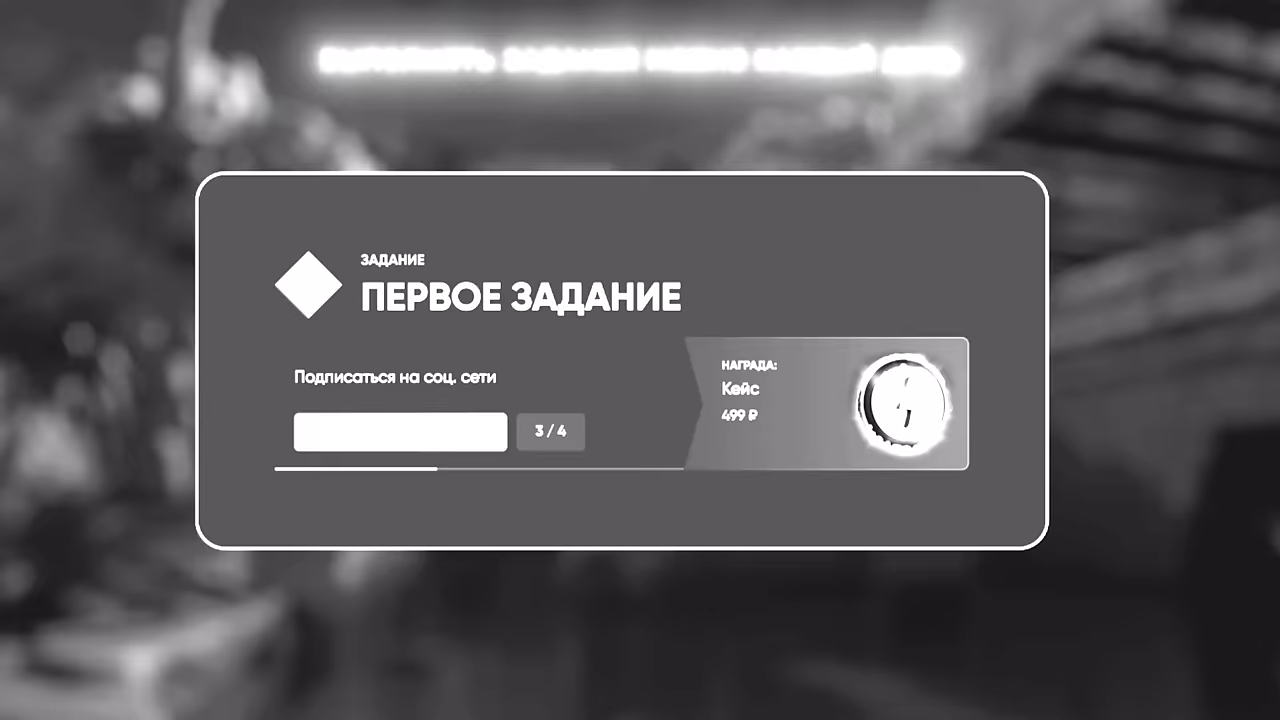 ЗАДАНИЕ
ПЕРВОЕ ЗАДАНИЕ
Подписаться на соц. сети
3 / 4
НАГРАДА:
Кейс
499 ₽